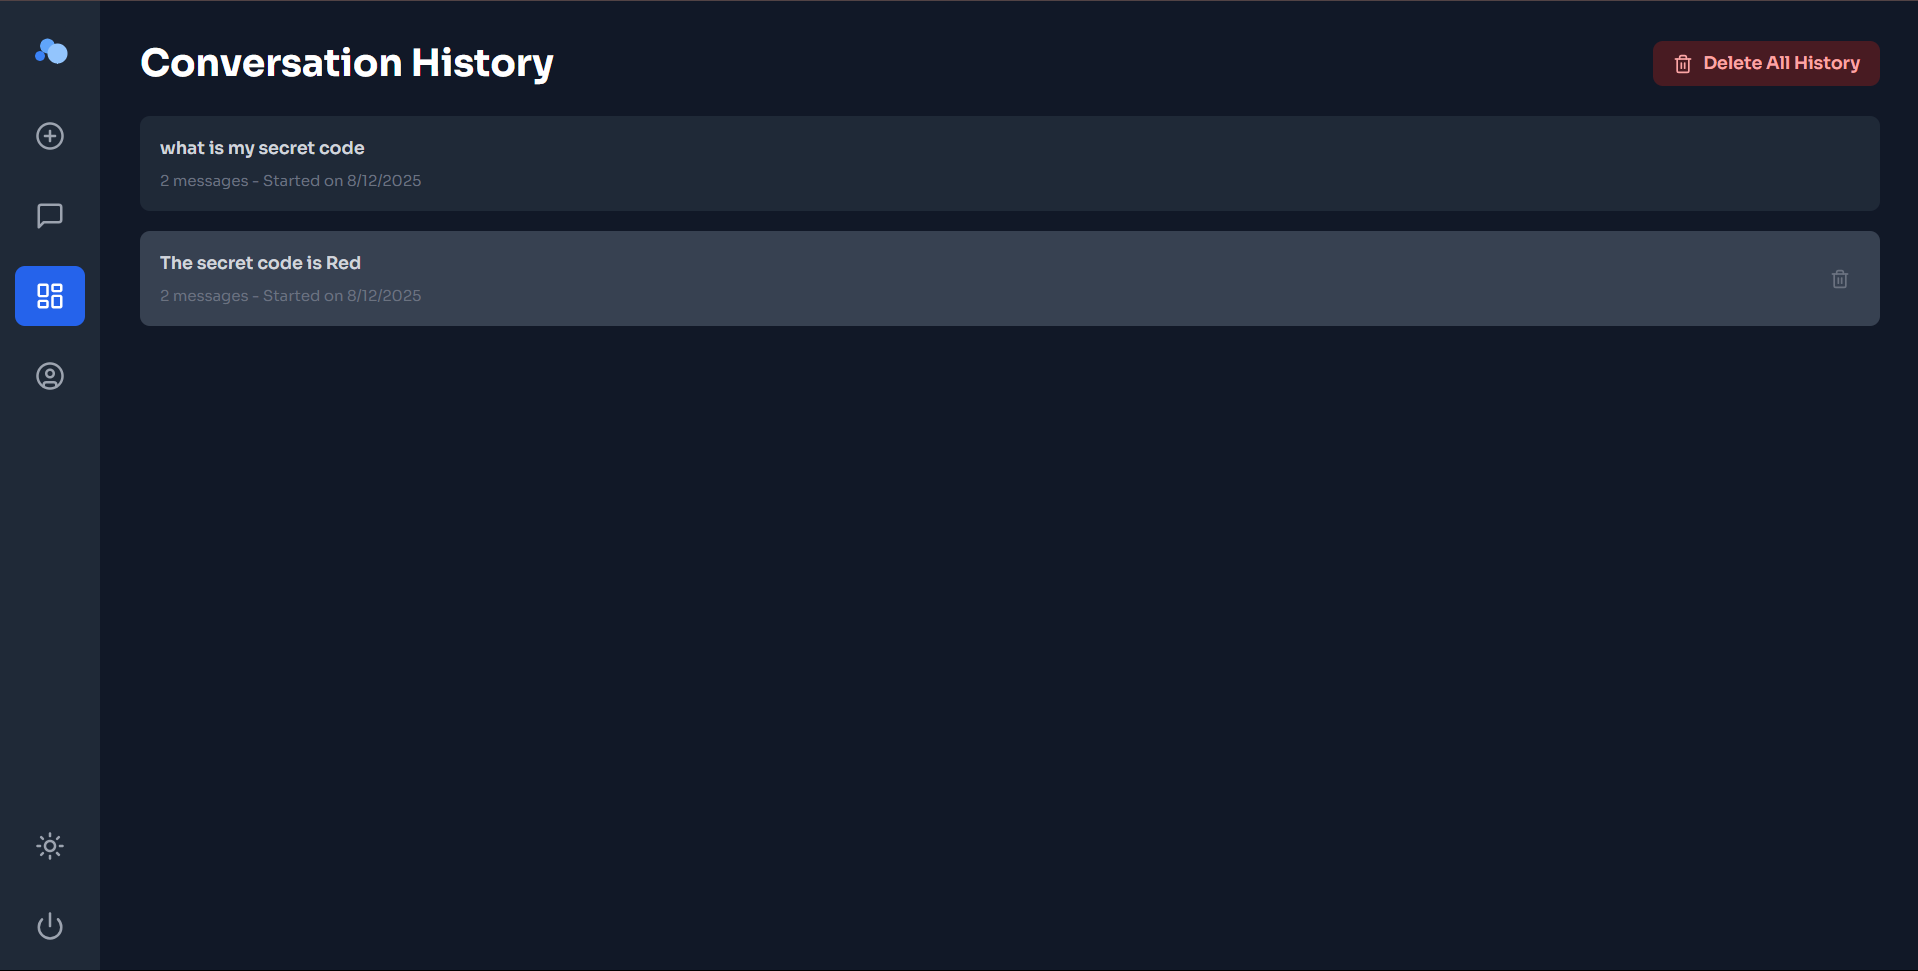 Conversation History
Delete All History
what is my secret code
2 messages - Started on 8/12/2025
The secret code is Red
2 messages - Started on 8/12/2025